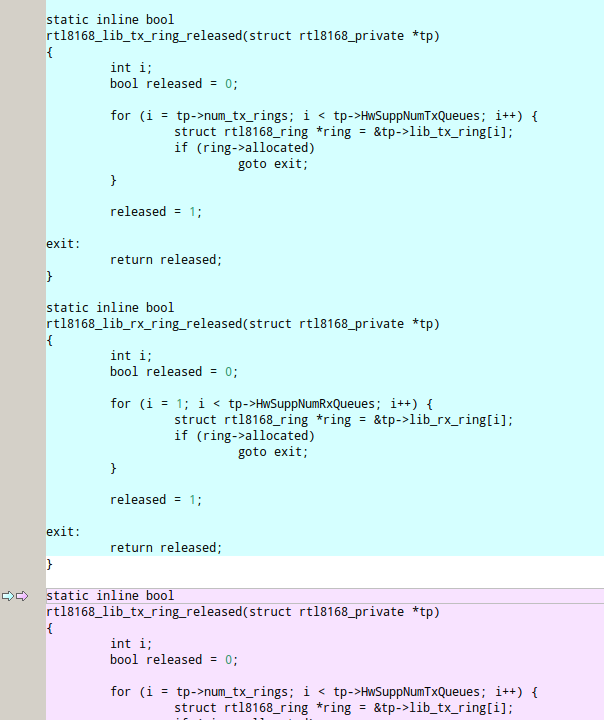 static inline bool
rtl8168_lib_tx_ring_released(struct rtl8168_private *tp)
{
        int i;
        bool released = 0;

        for (i = tp->num_tx_rings; i < tp->HwSuppNumTxQueues; i++) {
                struct rtl8168_ring *ring = &tp->lib_tx_ring[i];
                if (ring->allocated)
                        goto exit;
        }

        released = 1;

exit:
        return released;
}

static inline bool
rtl8168_lib_rx_ring_released(struct rtl8168_private *tp)
{
        int i;
        bool released = 0;

        for (i = 1; i < tp->HwSuppNumRxQueues; i++) {
                struct rtl8168_ring *ring = &tp->lib_rx_ring[i];
                if (ring->allocated)
                        goto exit;
        }

        released = 1;

exit:
        return released;
}

static inline bool
rtl8168_lib_tx_ring_released(struct rtl8168_private *tp)
{
        int i;
        bool released = 0;

        for (i = tp->num_tx_rings; i < tp->HwSuppNumTxQueues; i++) {
                struct rtl8168_ring *ring = &tp->lib_tx_ring[i];